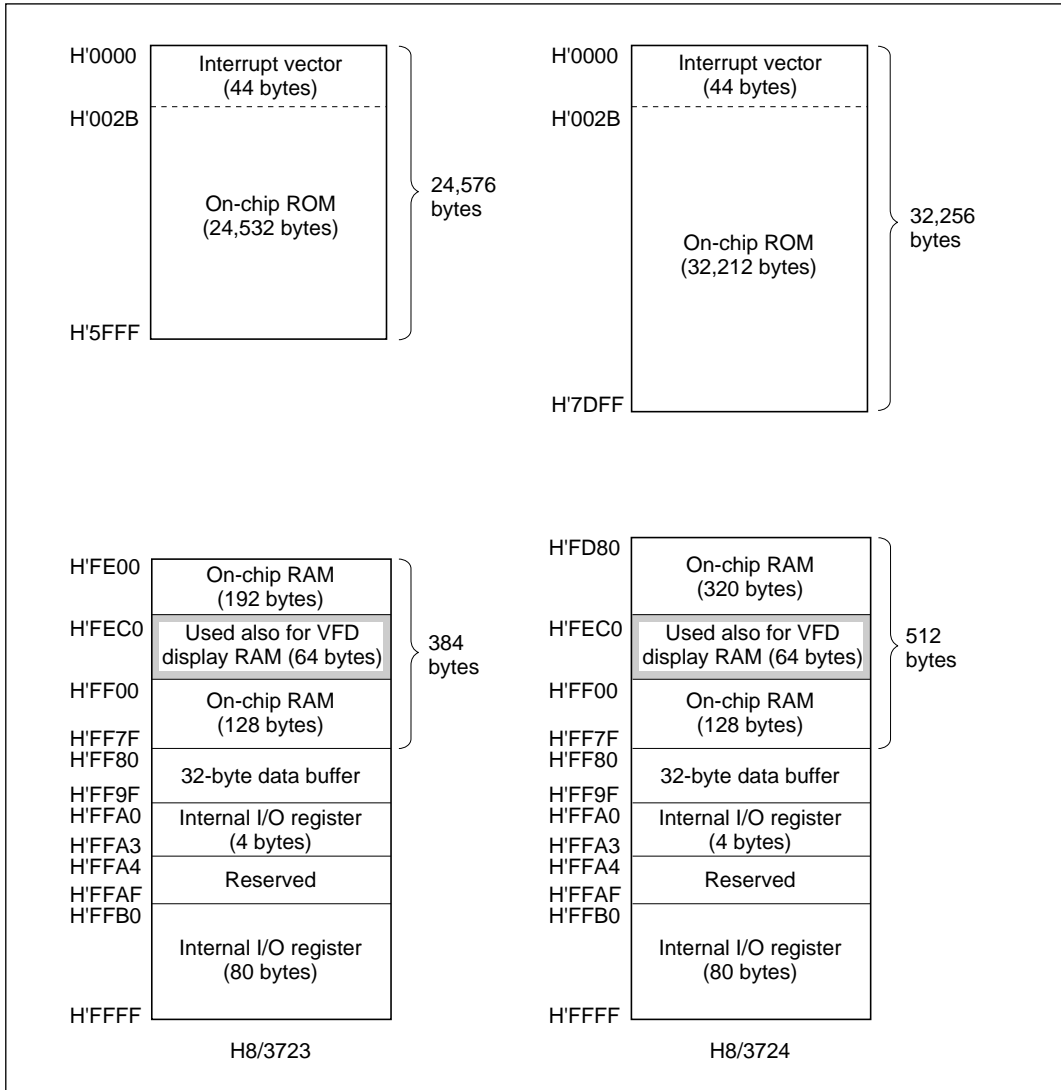 H'0000
Interrupt vector
(44 bytes)
H'002B
On-chip ROM
(24,532 bytes)
24,576
bytes
H'5FFF
H'FE00
On-chip RAM
(192 bytes)
H'FEC0
Used also for VFD
display RAM (64 bytes)
384
bytes
H'FF00
On-chip RAM
(128 bytes)
H'FF7F
H'FF80
32-byte data buffer
H'FF9F
H'FFA0
Internal I/O register
(4 bytes)
H'FFA3
H'FFA4
Reserved
H'FFAF
H'FFB0
Internal I/O register
(80 bytes)
H'FFFF
H8/3723
H'0000
Interrupt vector
(44 bytes)
H'002B
On-chip ROM
(32,212 bytes)
32,256
bytes
H'7DFF
H'FD80
On-chip RAM
(320 bytes)
H'FEC0
Used also for VFD
display RAM (64 bytes)
512
bytes
H'FF00
On-chip RAM
(128 bytes)
H'FF7F
H'FF80
32-byte data buffer
H'FF9F
H'FFA0
Internal I/O register
(4 bytes)
H'FFA3
H'FFA4
Reserved
H'FFAF
H'FFB0
Internal I/O register
(80 bytes)
H'FFFF
H8/3724